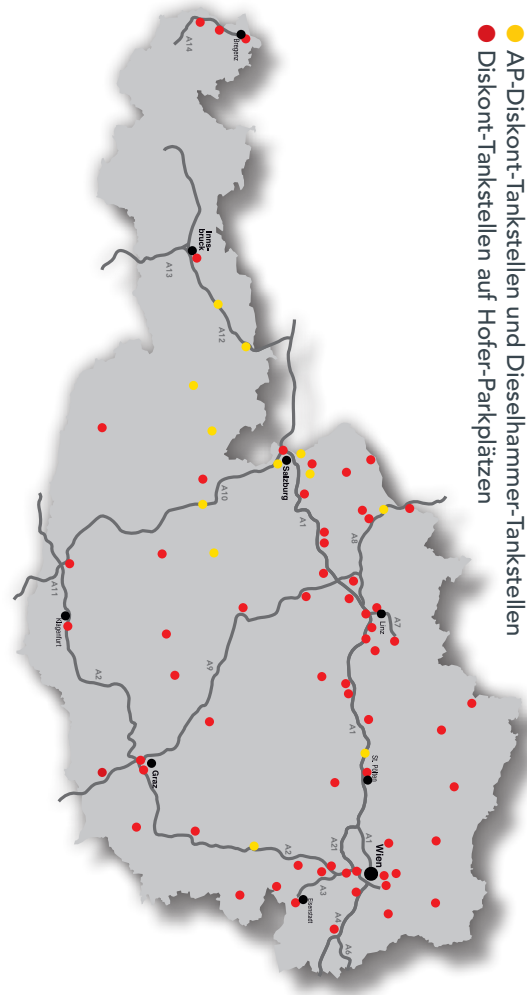 AP-Diskont-Tankstellen und Dieselhammer-Tankstellen
Diskont-Tankstellen auf Hofer-Parkplätzen
Bregenz
A14
Inns-
bruck
A13
A12
Salzburg
A10
A1
A8
A7
Linz
A11
Klagenfurt
A2
A9
A1
St. Pölten
Graz
A1
A21
Wien
A2
A3
Eisenstadt
A4
A6